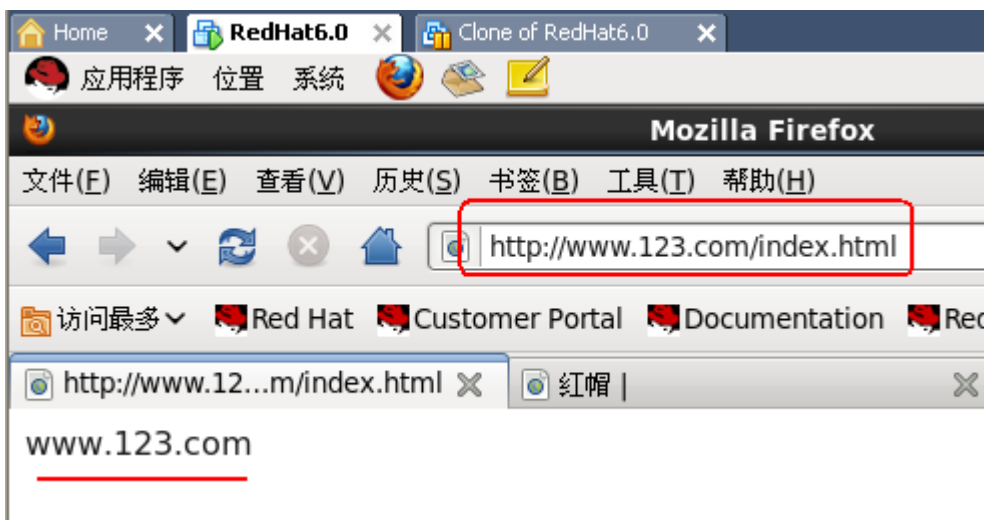 Home RedHat6.0 Clone of RedHat6.0
应用程序 位置 系统
Mozilla Firefox
文件(F) 编辑(E) 查看(V) 历史(S) 书签(B) 工具(T) 帮助(H)
http://www.123.com/index.html
访问最多 Red Hat Customer Portal Documentation Rec
http://www.12...m/index.html 红帽 |
www.123.com